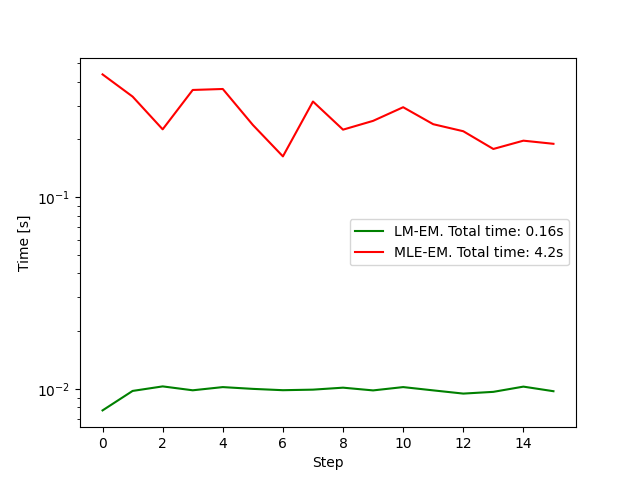 10⁻¹
10⁻²
Time [s]
LM-EM. Total time: 0.16s
MLE-EM. Total time: 4.2s
0 2 4 6 8 10 12 14
Step